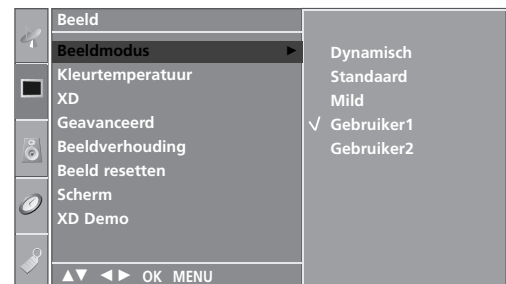 Beeld
Beeldmodus ►
Kleurtemperatuur
XD
Geavanceerd
Beeldverhouding
Beeld resetten
Scherm
XD Demo
▲▼ ◄► OK MENU
Dynamisch
Standaard
Mild
√ Gebruiker1
Gebruiker2